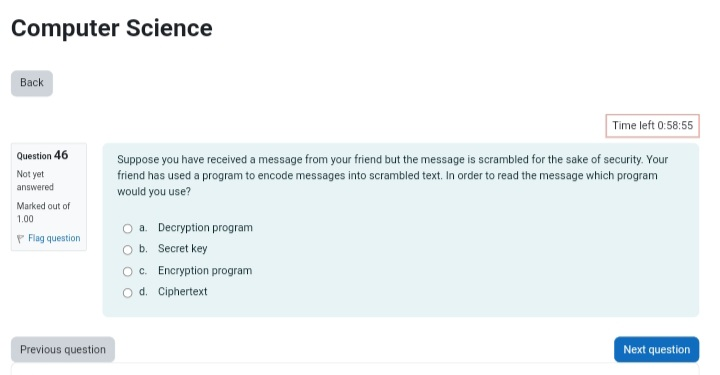 Computer Science
Back
Time left 0:58:55
Question 46
Not yet
answered
Marked out of
1.00
Flag question
Suppose you have received a message from your friend but the message is scrambled for the sake of security. Your
friend has used a program to encode messages into scrambled text. In order to read the message which program
would you use?
a. Decryption program
b. Secret key
c. Encryption program
d. Ciphertext
Previous question
Next question